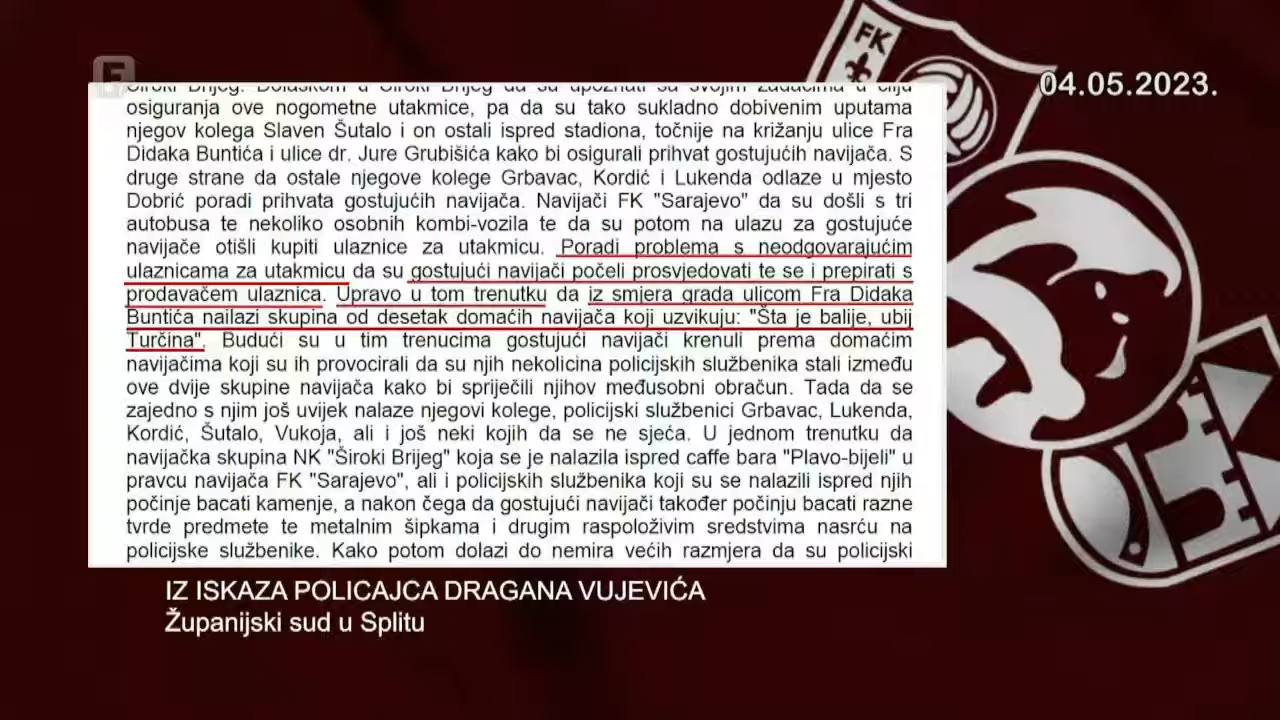 FK
04.05.2023.
Široki Brijeg. Dolaskom u Široki Brijeg da su upoznati sa svojim zadaćima u cilju
osiguranja ove nogometne utakmice, pa da su tako sukladno dobivenim uputama
njegov kolega Slaven Šutalo i on ostali ispred stadiona, točnije na križanju ulice Fra
Didaka Buntića i ulice dr. Jure Grubišića kako bi osigurali prihvat gostujućih navijača. S
druge strane da ostale njegove kolege Grbavac, Kordić i Lukenda odlaze u mjesto
Dobrić poradi prihvata gostujućih navijača. Navijači FK "Sarajevo" da su došli s tri
autobusa te nekoliko osobnih kombi-vozila te da su potom na ulazu za gostujuće
navijače otišli kupiti ulaznice za utakmicu. Poradi problema s neodgovarajućim
ulaznicama za utakmicu da su gostujući navijači počeli prosvjedovati te se i prepirati s
prodavačem ulaznica. Upravo u tom trenutku da iz smjera grada ulicom Fra Didaka
Buntića nailazi skupina od desetak domaćih navijača koji uzvikuju: "Šta je balije, ubij
Turčina". Budući su u tim trenucima gostujući navijači krenuli prema domaćim
navijačima koji su ih provocirali da su njih nekolicina policijskih službenika stali između
ove dvije skupine navijača kako bi spriječili njihov međusobni obračun. Tada da se
zajedno s njim još uvijek nalaze njegovi kolege, policijski službenici Grbavac, Lukenda,
Kordić, Šutalo, Vukoja, ali i još neki kojih da se ne sjeća. U jednom trenutku da
navijačka skupina NK "Široki Brijeg" koja se je nalazila ispred caffe bara "Plavo-bijeli" u
pravcu navijača FK "Sarajevo", ali i policijskih službenika koji su se nalazili ispred njih
počinje bacati kamenje, a nakon čega da gostujući navijači također počinju bacati razne
tvrde predmete te metalnim šipkama i drugim raspoloživim sredstvima nasrću na
policijske službenike. Kako potom dolazi do nemira većih razmjera da su policijski
IZ ISKAZA POLICAJCA DRAGANA VUJEVIĆA
Županijski sud u Splitu